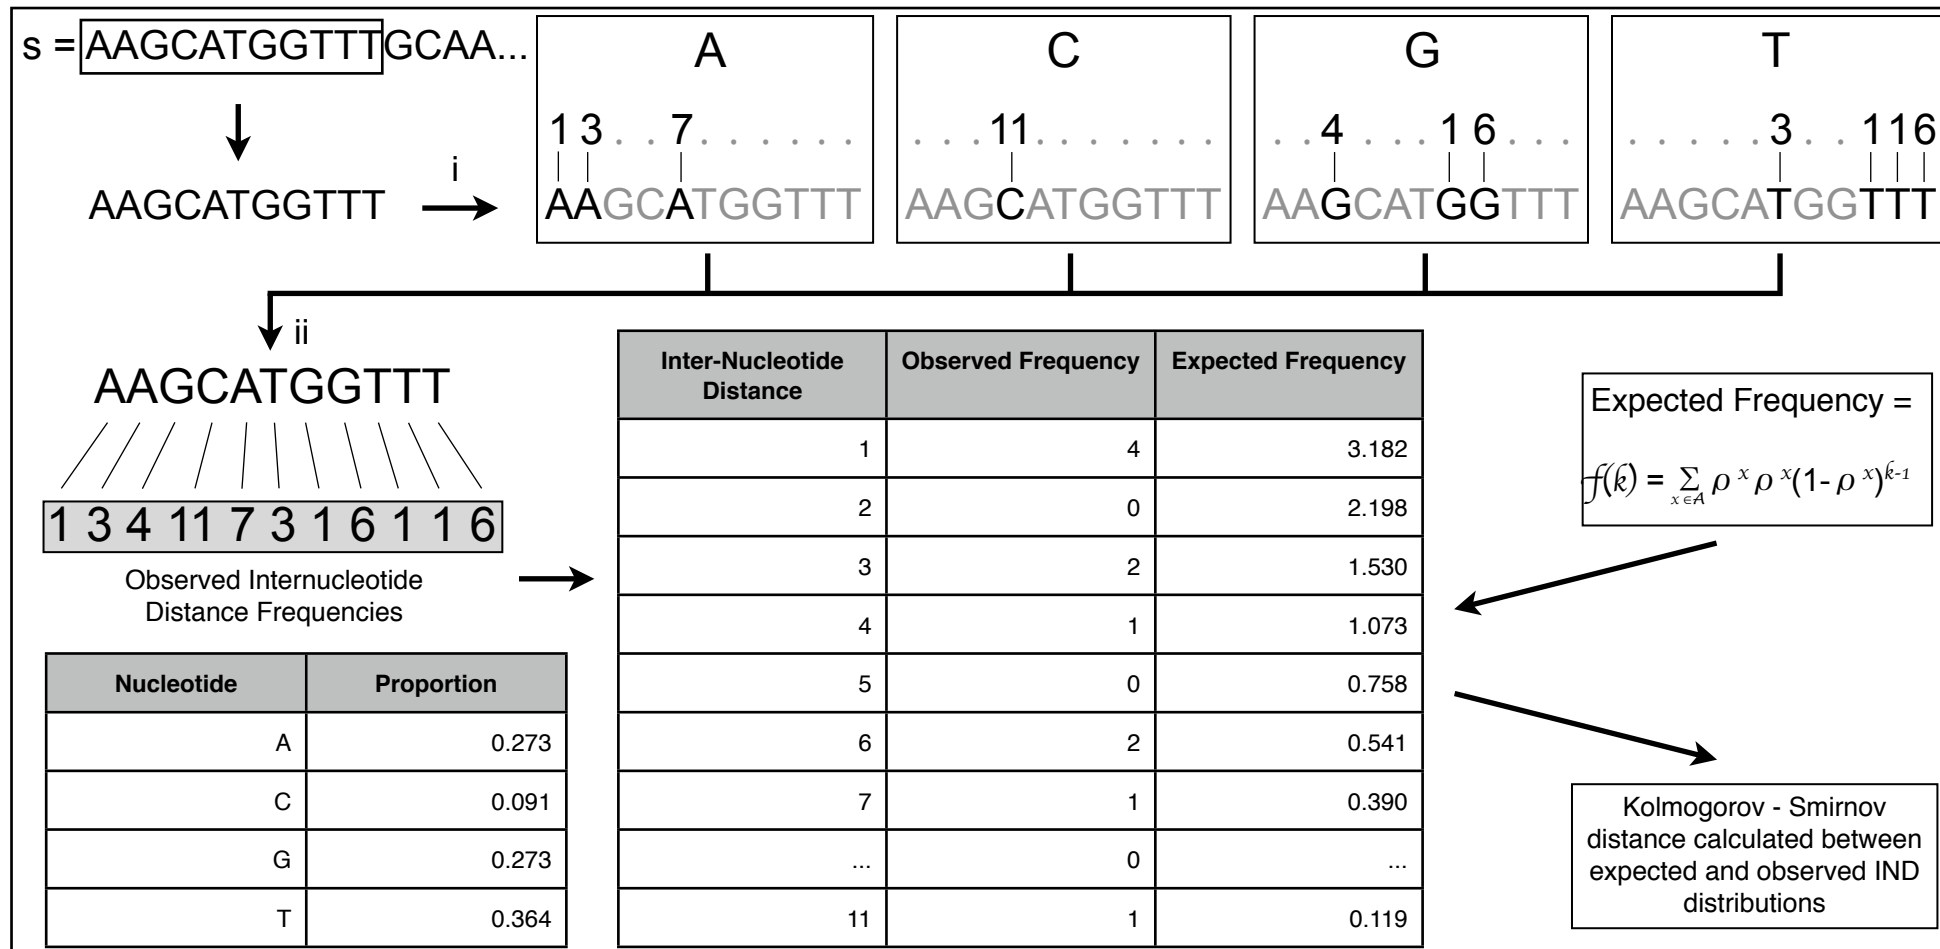 s = AAGCATGGTTTGCAA...
AAGCATGGTTT
i
A
1 3 . . 7 . . . . . .
AAGCATGGTTT
C
. . . 11 . . . . . . .
AAGCATGGTTT
G
. . 4 . . . 1 6 . . .
AAGCATGGTTT
T
. . . . . 3 . . 1 1 6
AAGCATGGTTT
ii
AAGCATGGTTT
1 3 4 11 7 3 1 6 1 1 6
Observed Internucleotide
Distance Frequencies
Nucleotide Proportion
A 0.273
C 0.091
G 0.273
T 0.364
Inter-Nucleotide
Distance
Observed Frequency Expected Frequency
1 4 3.182
2 0 2.198
3 2 1.530
4 1 1.073
5 0 0.758
6 2 0.541
7 1 0.390
... 0 ...
11 1 0.119
Expected Frequency =
f(k) = Σ x∈A ρ^x ρ^x(1- ρ^x)^k-1
Kolmogorov - Smirnov
distance calculated between
expected and observed IND
distributions